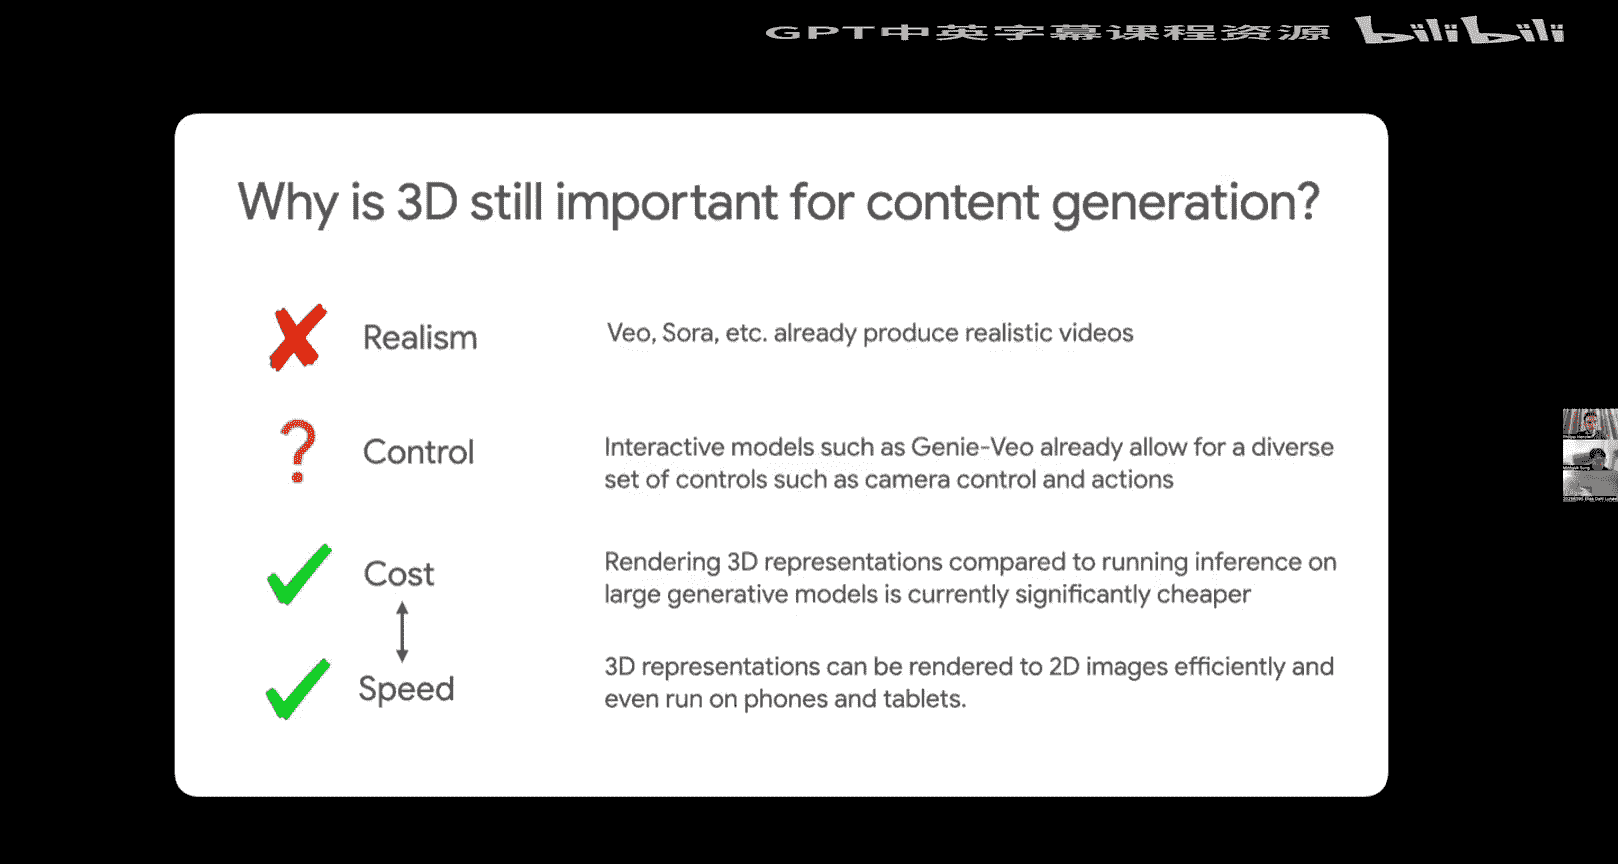 GPT中英字幕课程资源 bilibili
Why is 3D still important for content generation?
Realism
Veo, Sora, etc. already produce realistic videos
?
Control
Interactive models such as Genie-Veo already allow for a diverse
set of controls such as camera control and actions
Cost
Rendering 3D representations compared to running inference on
large generative models is currently significantly cheaper
Speed
3D representations can be rendered to 2D images efficiently and
even run on phones and tablets.